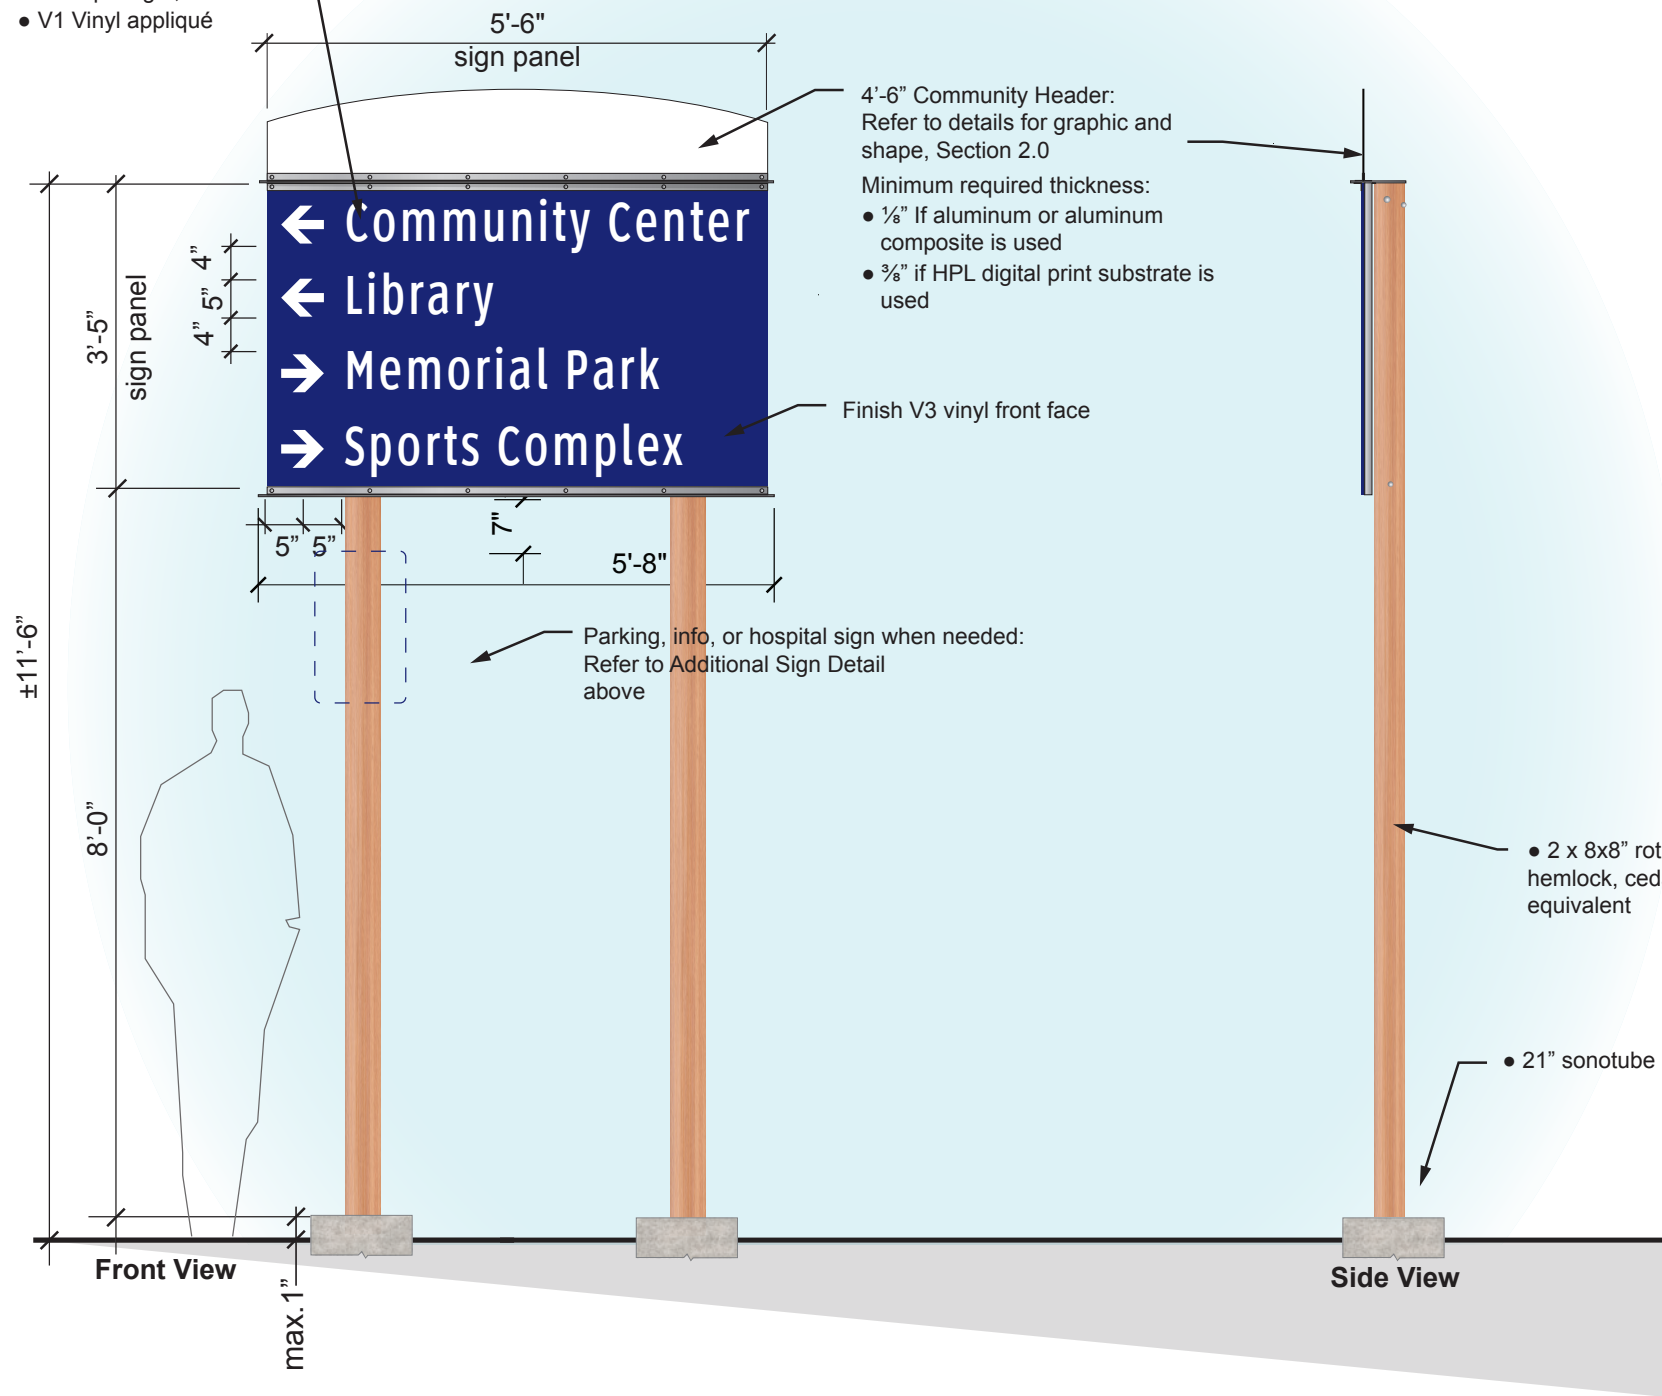 ● V1 Vinyl appliqué
5'-6"
sign panel
4’-6” Community Header:
Refer to details for graphic and
shape, Section 2.0
Minimum required thickness:
● ⅛” If aluminum or aluminum
composite is used
● ⅜” if HPL digital print substrate is
used
← Community Center
← Library
→ Memorial Park
→ Sports Complex
4”
5”
4”
3’-5”
sign panel
Finish V3 vinyl front face
5” 5”
7"
5'-8"
±11’-6”
Parking, info, or hospital sign when needed:
Refer to Additional Sign Detail
above
8’-0”
● 2 x 8x8” rot
hemlock, ced
equivalent
● 21” sonotube
Front View
Side View
max.1”